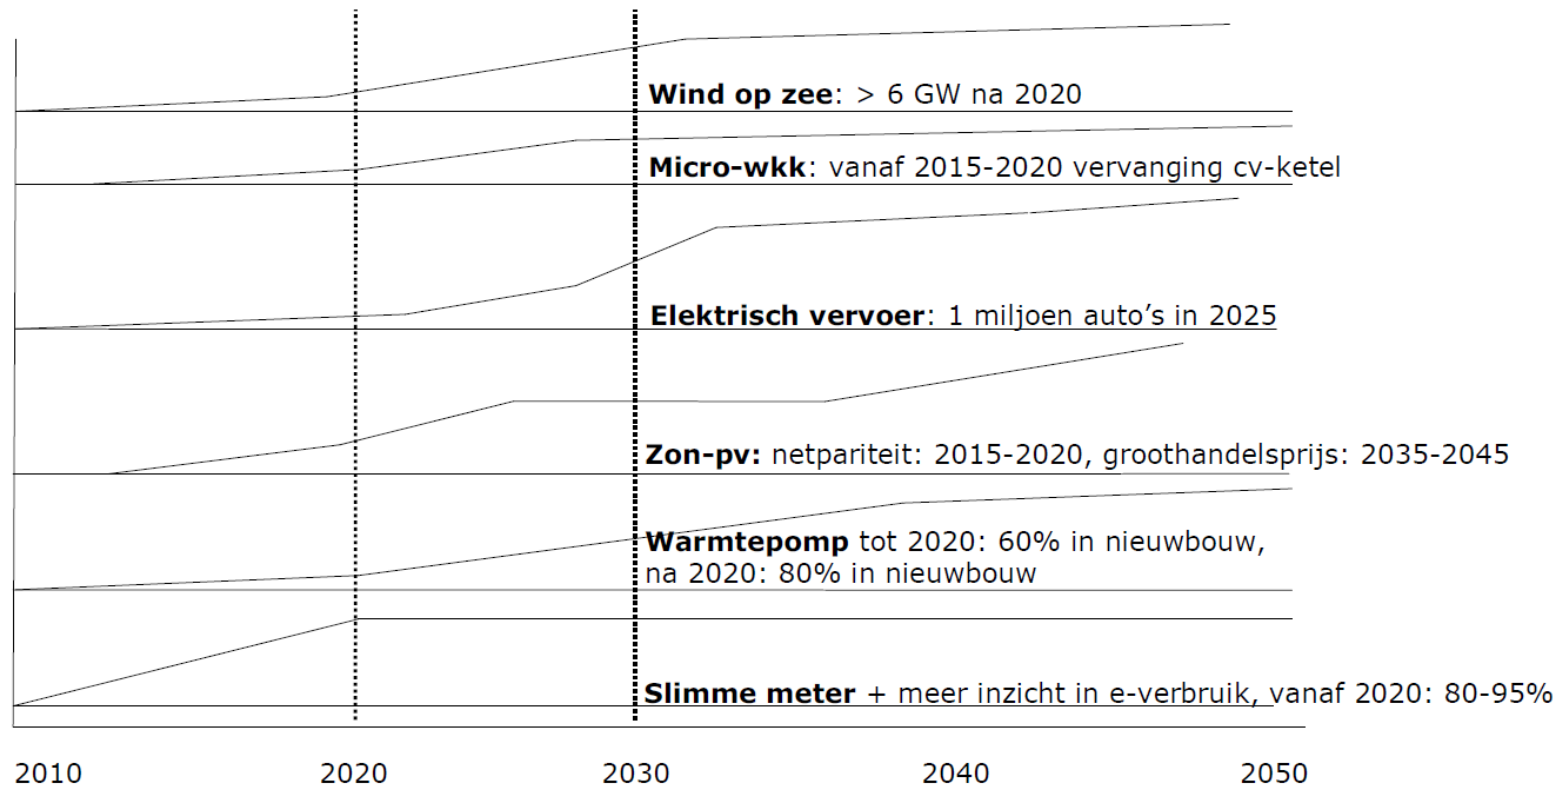 Wind op zee: > 6 GW na 2020
Micro-wkk: vanaf 2015-2020 vervanging cv-ketel
Elektrisch vervoer: 1 miljoen auto’s in 2025
Zon-pv: netpariteit: 2015-2020, groothandelsprijs: 2035-2045
Warmtepomp tot 2020: 60% in nieuwbouw,
na 2020: 80% in nieuwbouw
Slimme meter + meer inzicht in e-verbruik, vanaf 2020: 80-95%
2010 2020 2030 2040 2050